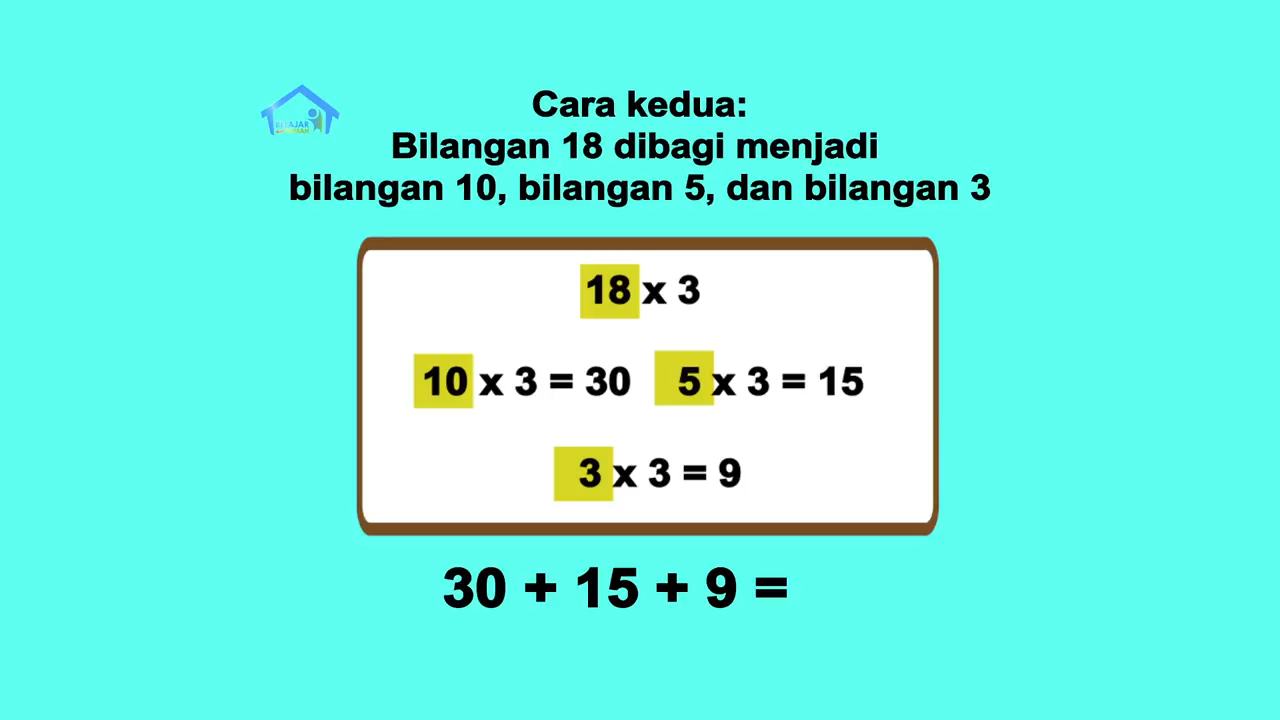 BELAJAR
Cara kedua:
Bilangan 18 dibagi menjadi
bilangan 10, bilangan 5, dan bilangan 3
18 x 3
10 x 3 = 30 5 x 3 = 15
3 x 3 = 9
30 + 15 + 9 =